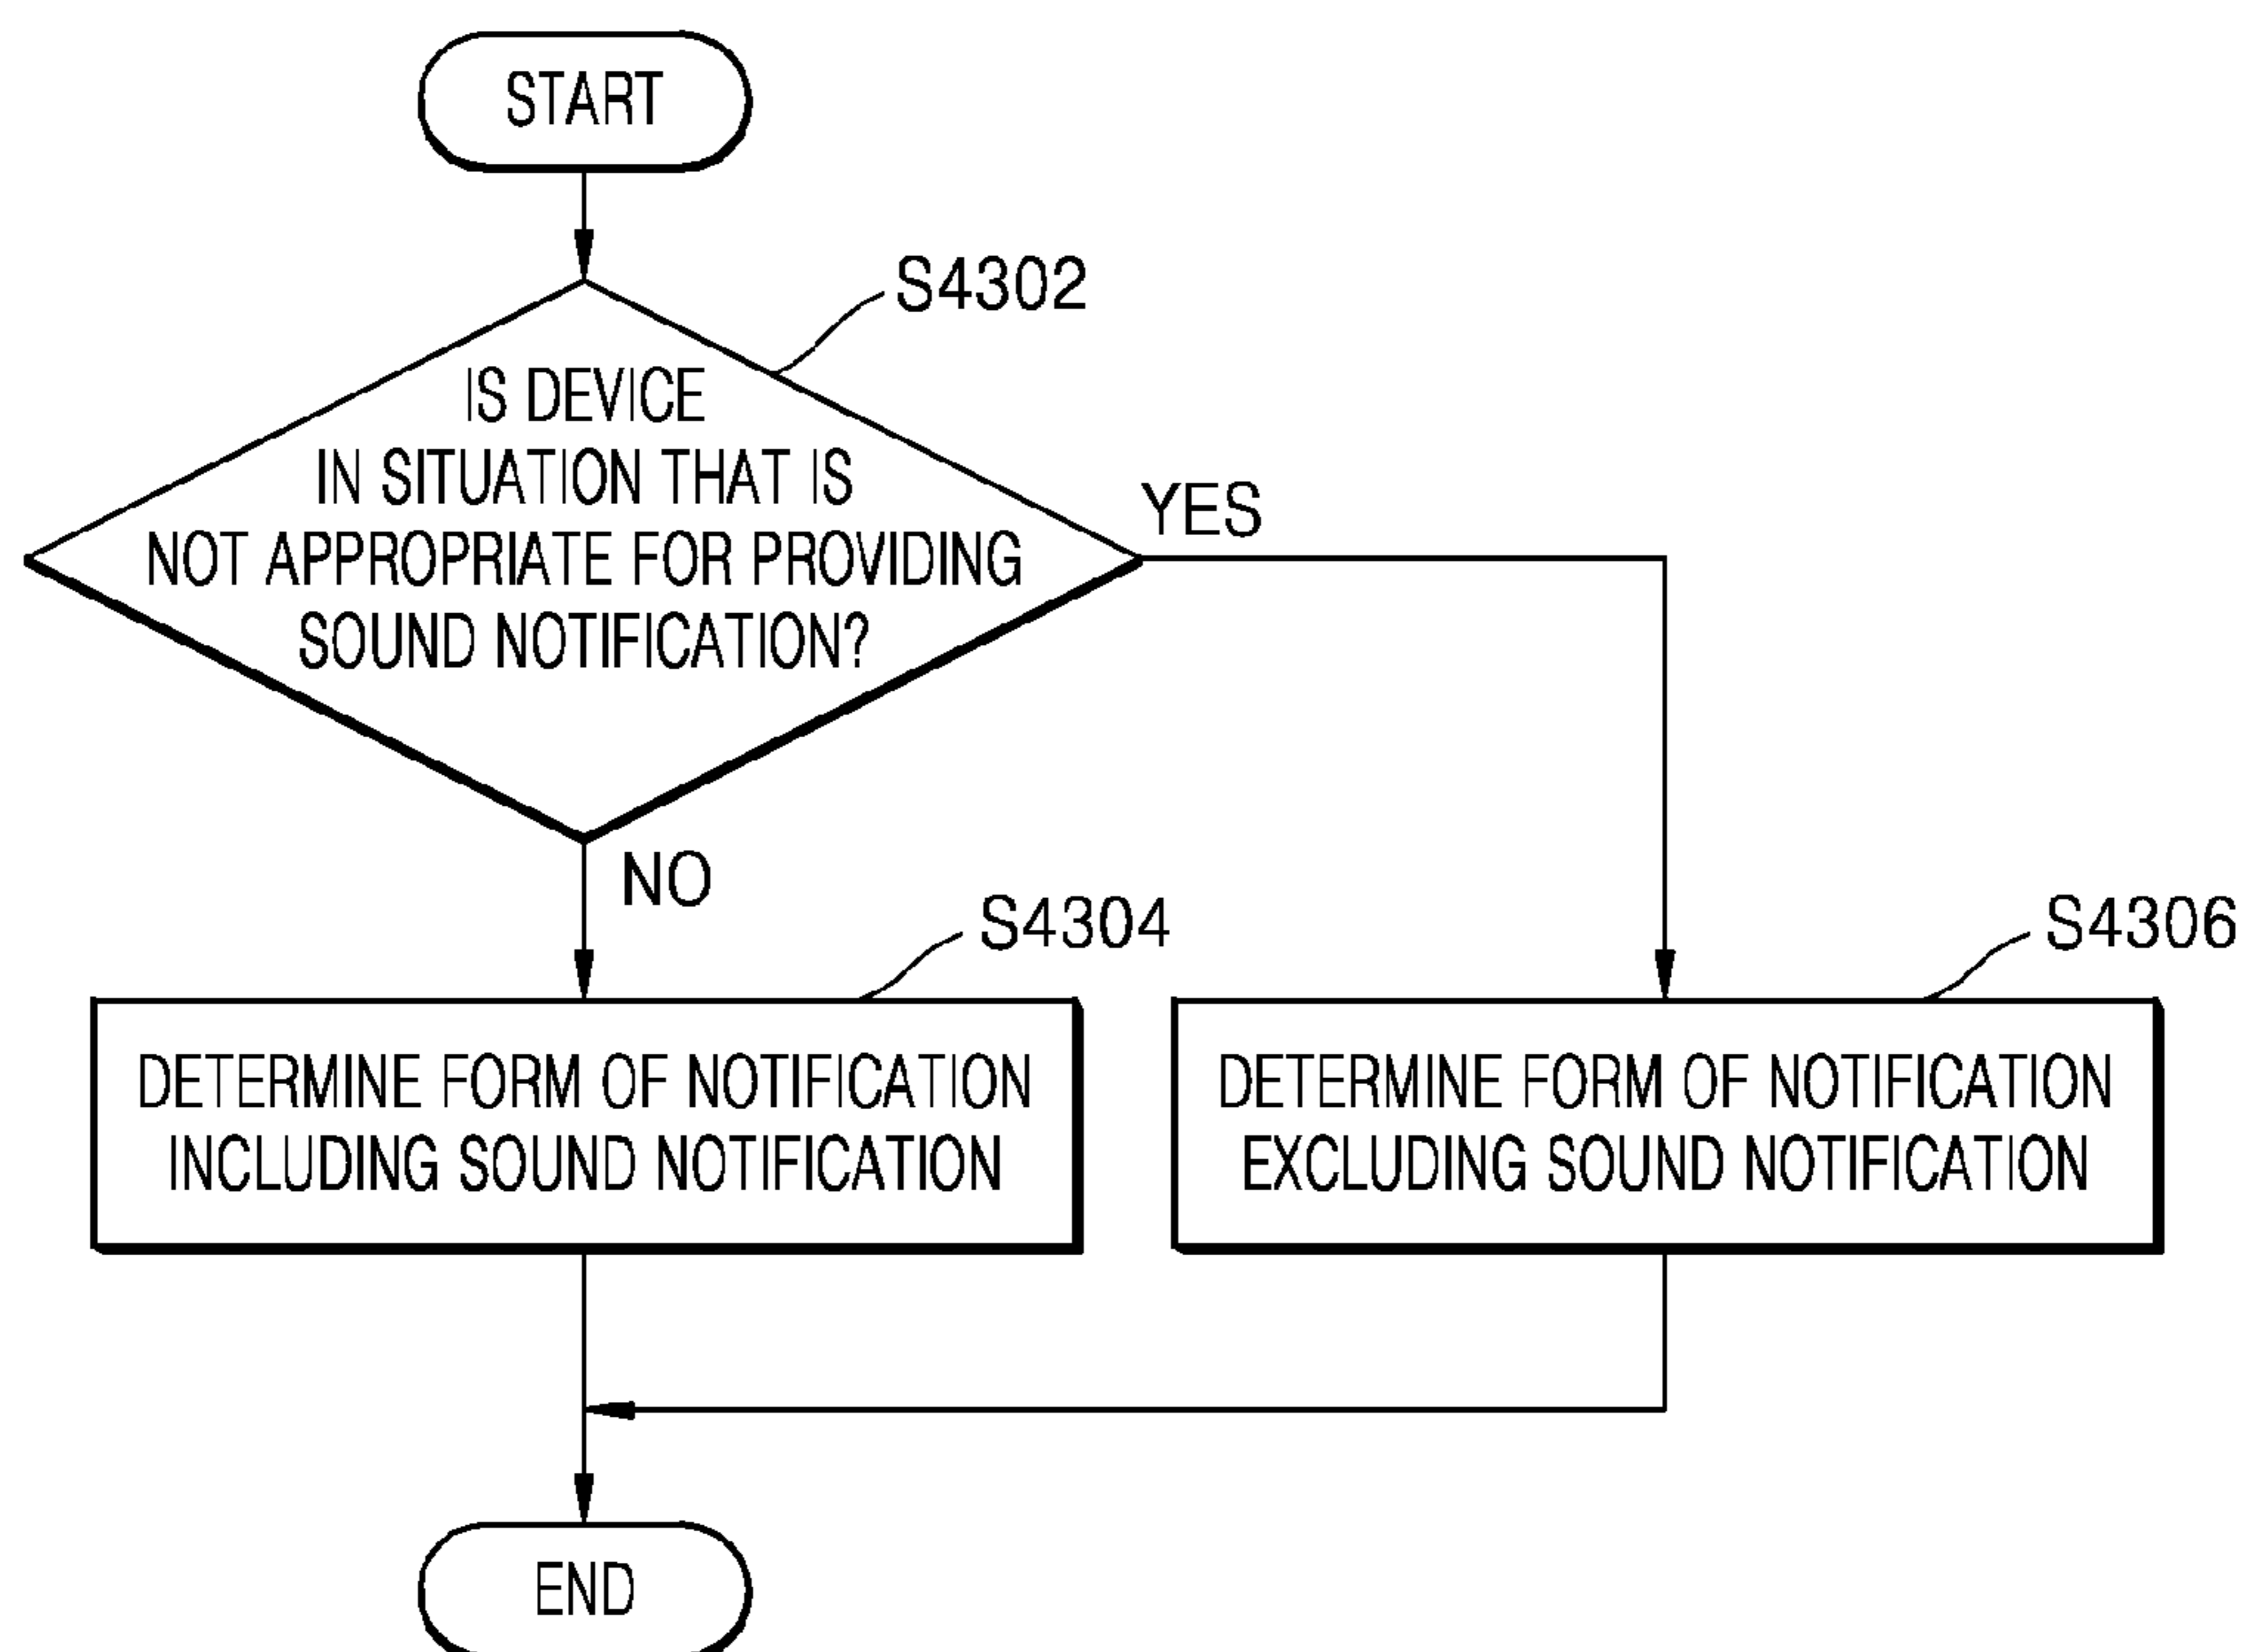 START
S4302
IS DEVICE
IN SITUATION THAT IS
NOT APPROPRIATE FOR PROVIDING
SOUND NOTIFICATION?
YES
NO
S4304
S4306
DETERMINE FORM OF NOTIFICATION
INCLUDING SOUND NOTIFICATION
DETERMINE FORM OF NOTIFICATION
EXCLUDING SOUND NOTIFICATION
END